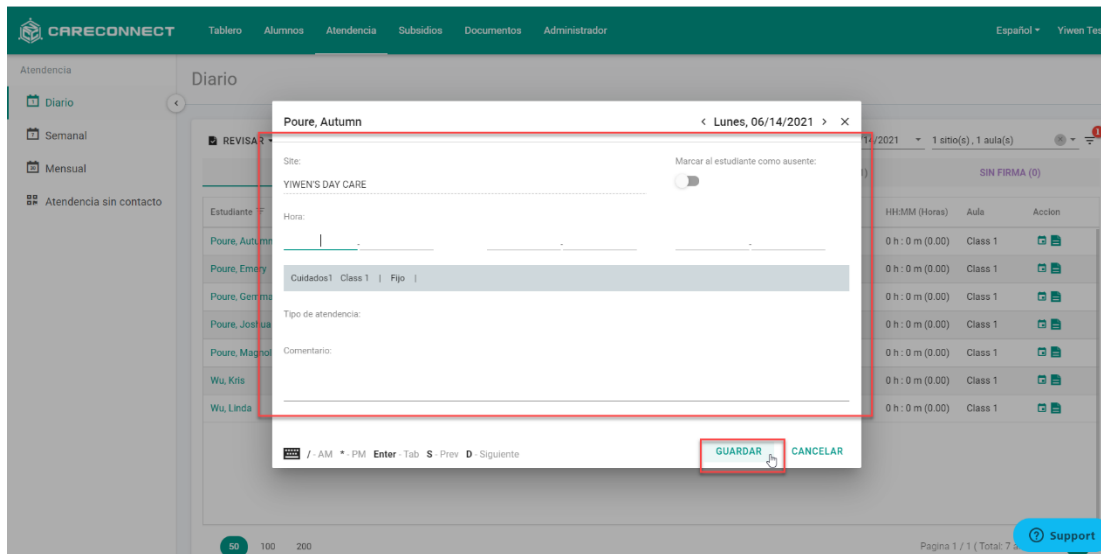 CARECONNECT Tablero Alumnos Atendencia Subsidios Documentos Administrador Español Yiwen Tes
Atendencia
Diario
Diario
Semanal
Mensual
Atendencia sin contacto
REVISAR
/2021 1 sitio(s), 1 aula(s)
SIN FIRMA (0)
Estudiante HH:MM (Horas) Aula Accion
Poure, Autumn 0 h : 0 m (0.00) Class 1
Poure, Emery 0 h : 0 m (0.00) Class 1
Poure, Gemma 0 h : 0 m (0.00) Class 1
Poure, Joshua 0 h : 0 m (0.00) Class 1
Poure, Magnol 0 h : 0 m (0.00) Class 1
Wu, Kris 0 h : 0 m (0.00) Class 1
Wu, Linda 0 h : 0 m (0.00) Class 1
Poure, Autumn < Lunes, 06/14/2021 > ×
Site: Marcar al estudiante como ausente:
YIWEN'S DAY CARE
Hora:
- - -
Cuidados1 Class 1 | Fijo |
Tipo de atendencia:
Comentario:
/ - AM * - PM Enter - Tab S - Prev D - Siguiente GUARDAR CANCELAR
50 100 200 Pagina 1 / 1 ( Total: 7
Support